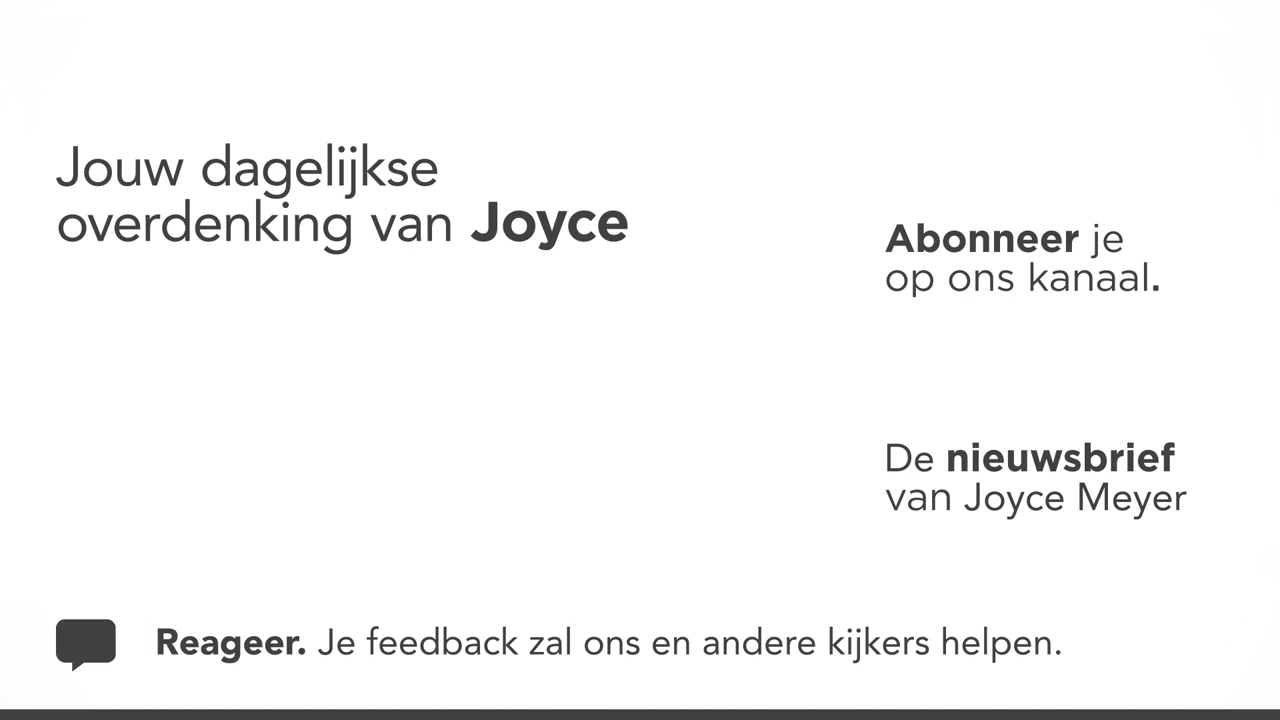 Jouw dagelijkse
overdenking van Joyce
Abonneer je
op ons kanaal.
De nieuwsbrief
van Joyce Meyer
Reageer. Je feedback zal ons en andere kijkers helpen.